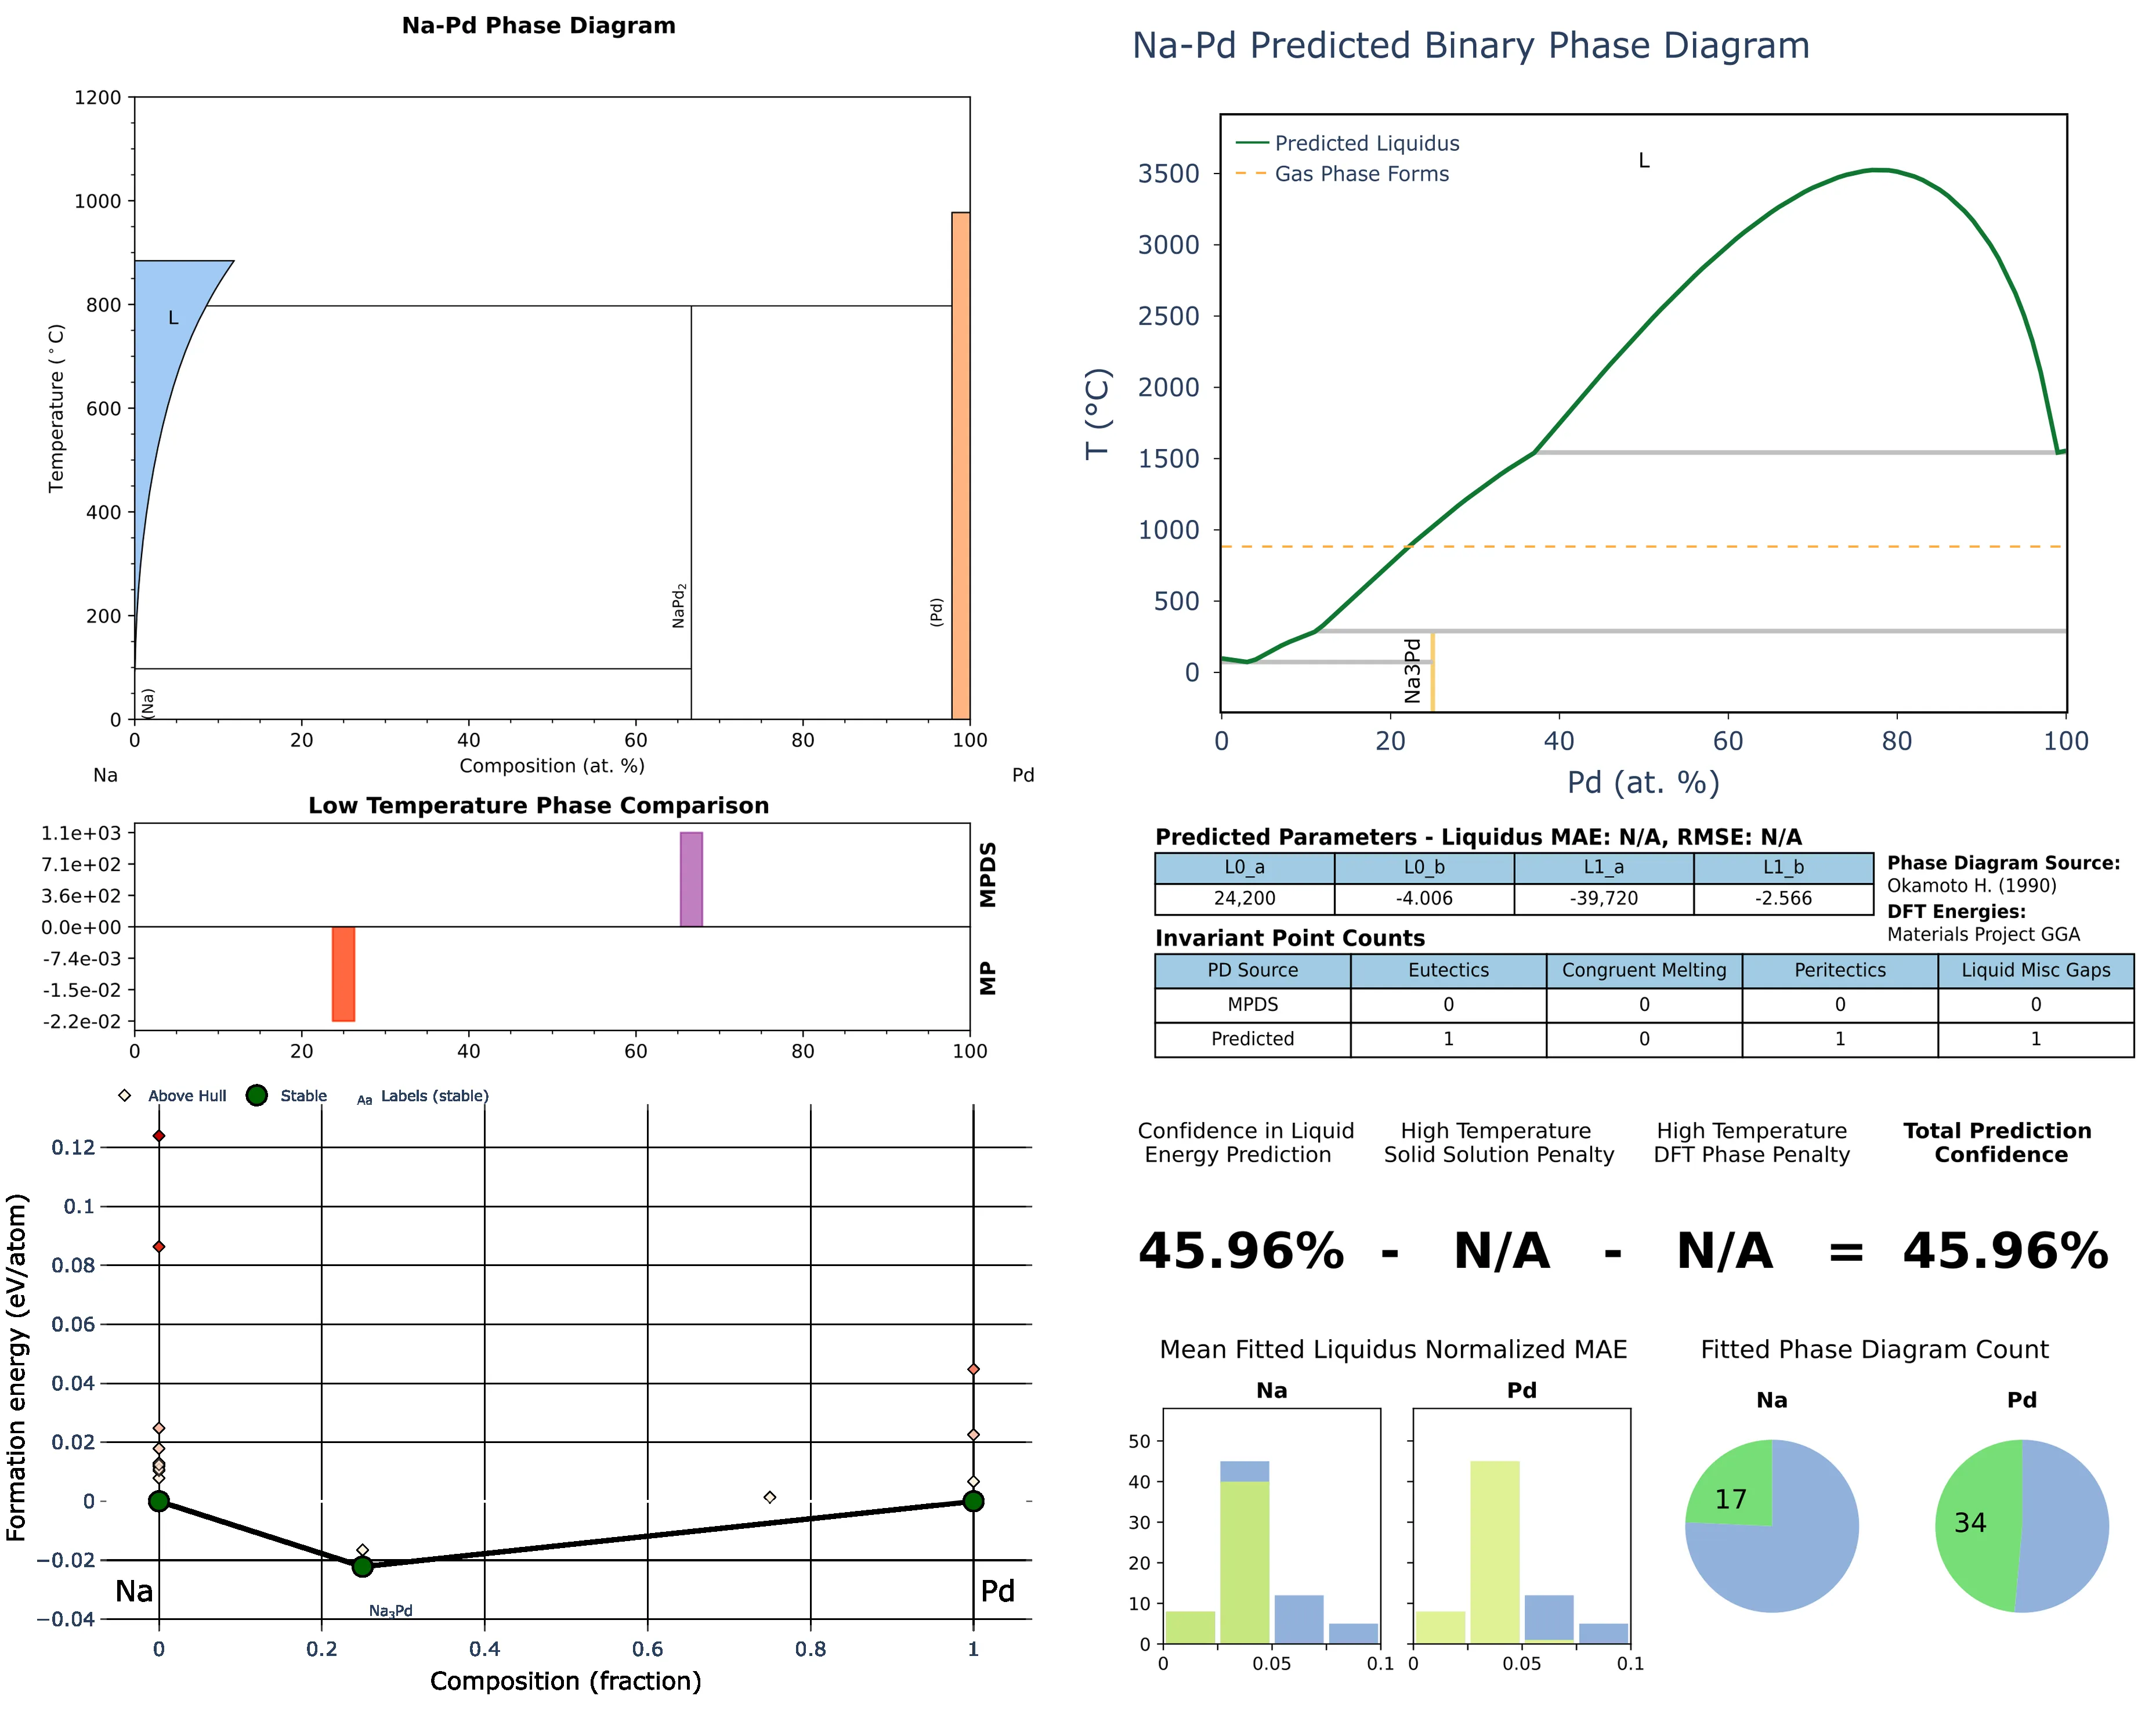 Na-Pd Phase Diagram
1200
1000
800
600
400
200
0
Temperature (°C)
L
(Na)
NaPd₂
(Pd)
0 20 40 60 80 100
Composition (at. %)
Na
Pd
Low Temperature Phase Comparison
1.1e+03
7.1e+02
3.6e+02
0.0e+00
-7.4e-03
-1.5e-02
-2.2e-02
MPDS
MP
0 20 40 60 80 100
Above Hull
Stable
Aa Labels (stable)
0.12
0.1
0.08
0.06
0.04
0.02
0
−0.02
−0.04
Formation energy (eV/atom)
Na
Pd
Na₃Pd
0 0.2 0.4 0.6 0.8 1
Composition (fraction)
Na-Pd Predicted Binary Phase Diagram
Predicted Liquidus
Gas Phase Forms
L
3500
3000
2500
2000
1500
1000
500
0
T (°C)
Na3Pd
0 20 40 60 80 100
Pd (at. %)
Predicted Parameters - Liquidus MAE: N/A, RMSE: N/A
L0_a L0_b L1_a L1_b
24,200 -4.006 -39,720 -2.566
Phase Diagram Source:
Okamoto H. (1990)
DFT Energies:
Materials Project GGA
Invariant Point Counts
PD Source Eutectics Congruent Melting Peritectics Liquid Misc Gaps
MPDS 0 0 0 0
Predicted 1 0 1 1
Confidence in Liquid
Energy Prediction
High Temperature
Solid Solution Penalty
High Temperature
DFT Phase Penalty
Total Prediction
Confidence
45.96% - N/A - N/A = 45.96%
Mean Fitted Liquidus Normalized MAE
Na
Pd
50
40
30
20
10
0
0 0.05 0.1
0 0.05 0.1
Fitted Phase Diagram Count
Na
Pd
17
34